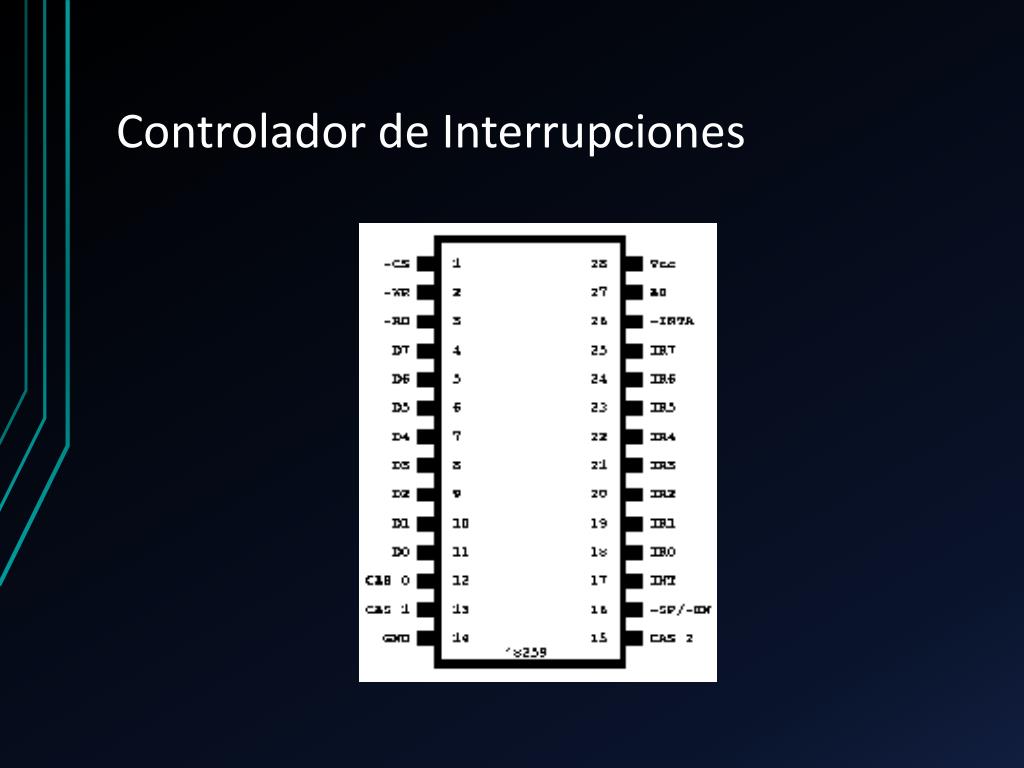 Controlador de Interrupciones
-CS 1 28 Vcc
-WR 2 27 A0
-RD 3 26 -INTA
D7 4 25 IR7
D6 5 24 IR6
D5 6 23 IR5
D4 7 22 IR4
D3 8 21 IR3
D2 9 20 IR2
D1 10 19 IR1
D0 11 18 IR0
CAS 0 12 17 INT
CAS 1 13 16 -SP/-EN
GND 14 15 CAS 2